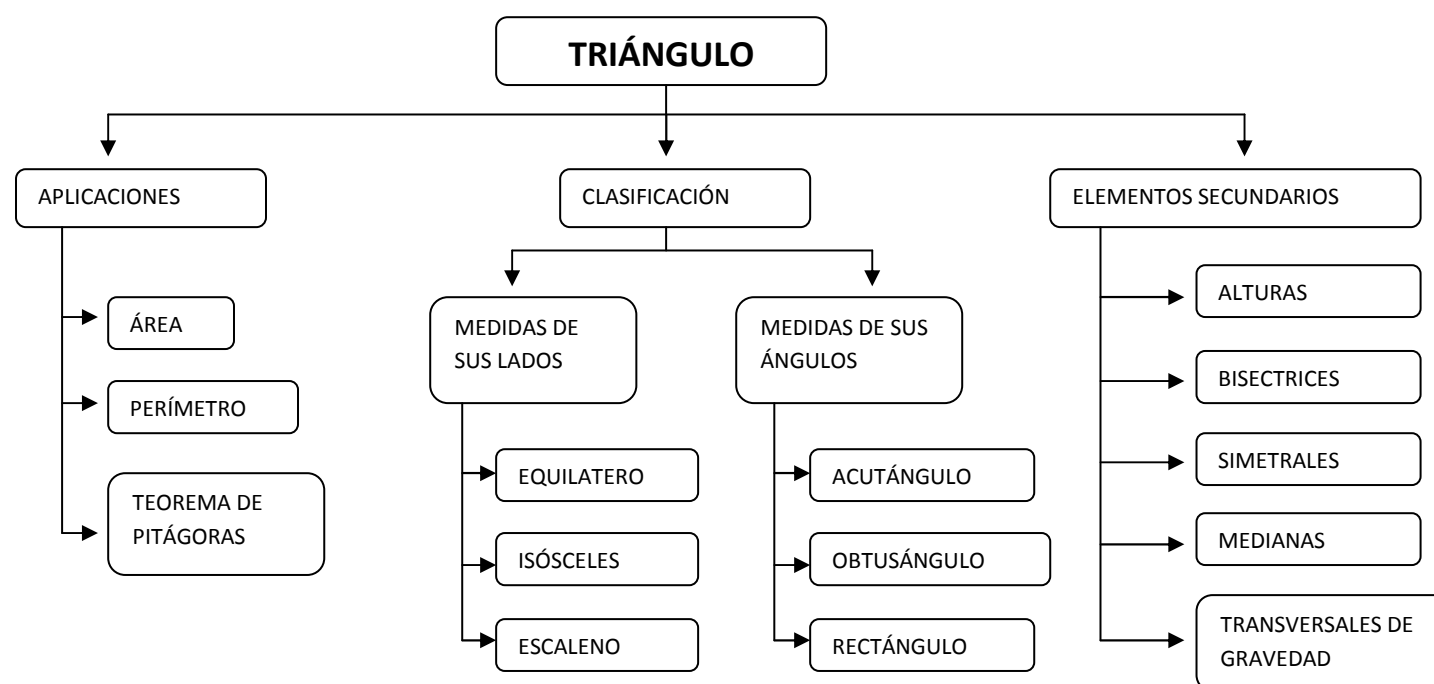 TRIÁNGULO
APLICACIONES
CLASIFICACIÓN
ELEMENTOS SECUNDARIOS
ÁREA
PERÍMETRO
TEOREMA DE
PITÁGORAS
MEDIDAS DE
SUS LADOS
EQUILATERO
ISÓSCELES
ESCALENO
MEDIDAS DE SUS
ÁNGULOS
ACUTÁNGULO
OBTUSÁNGULO
RECTÁNGULO
ALTURAS
BISECTRICES
SIMETRALES
MEDIANAS
TRANSVERSALES DE
GRAVEDAD